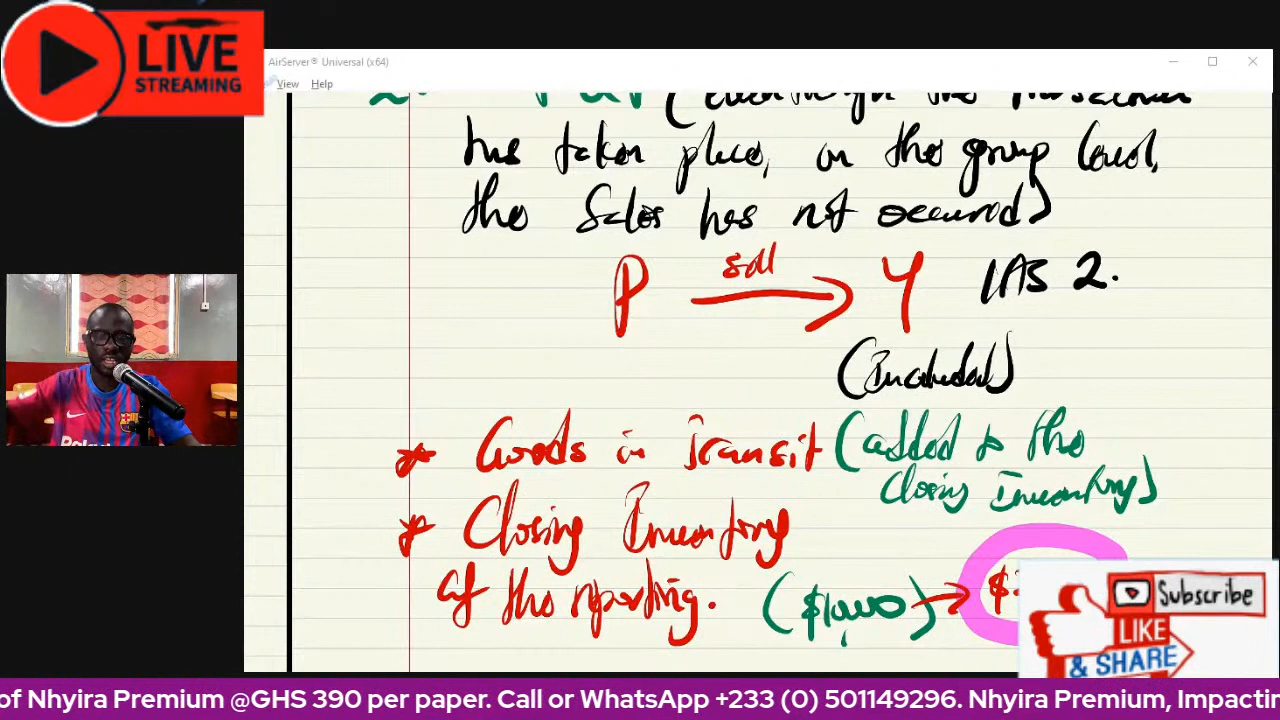 LIVE
STREAMING
AirServer® Universal (x64)
View Help
has taken place, on the group level,
the Sales has not occurred)
P sold Y IAS 2.
* Goods in Transit (added to the
closing Inventory)
* Closing Inventory
at the reporting. ($1,000) → $
Subscribe
LIKE
& SHARE
of Nhyira Premium @GHS 390 per paper. Call or WhatsApp +233 (0) 501149296. Nhyira Premium, Impactin